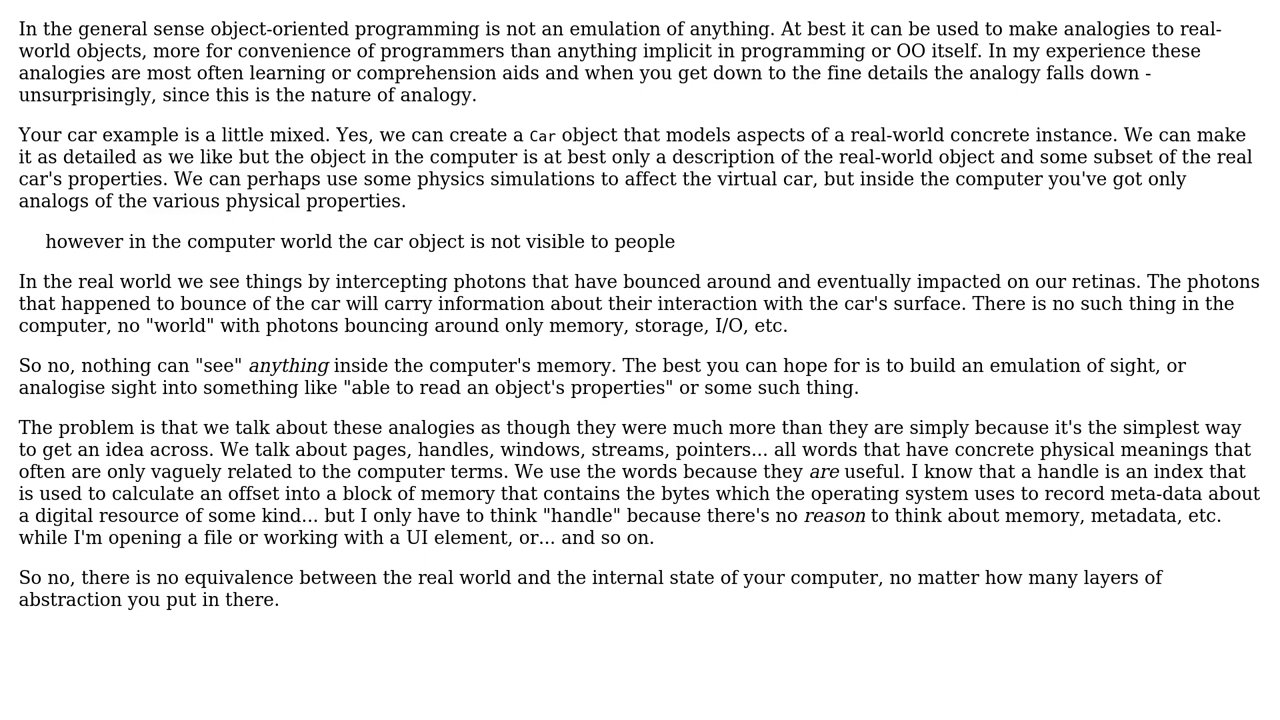 In the general sense object-oriented programming is not an emulation of anything. At best it can be used to make analogies to real-
world objects, more for convenience of programmers than anything implicit in programming or OO itself. In my experience these
analogies are most often learning or comprehension aids and when you get down to the fine details the analogy falls down -
unsurprisingly, since this is the nature of analogy.
Your car example is a little mixed. Yes, we can create a Car object that models aspects of a real-world concrete instance. We can make
it as detailed as we like but the object in the computer is at best only a description of the real-world object and some subset of the real
car's properties. We can perhaps use some physics simulations to affect the virtual car, but inside the computer you've got only
analogs of the various physical properties.
however in the computer world the car object is not visible to people
In the real world we see things by intercepting photons that have bounced around and eventually impacted on our retinas. The photons
that happened to bounce of the car will carry information about their interaction with the car's surface. There is no such thing in the
computer, no "world" with photons bouncing around only memory, storage, I/O, etc.
So no, nothing can "see" anything inside the computer's memory. The best you can hope for is to build an emulation of sight, or
analogise sight into something like "able to read an object's properties" or some such thing.
The problem is that we talk about these analogies as though they were much more than they are simply because it's the simplest way
to get an idea across. We talk about pages, handles, windows, streams, pointers... all words that have concrete physical meanings that
often are only vaguely related to the computer terms. We use the words because they are useful. I know that a handle is an index that
is used to calculate an offset into a block of memory that contains the bytes which the operating system uses to record meta-data about
a digital resource of some kind... but I only have to think "handle" because there's no reason to think about memory, metadata, etc.
while I'm opening a file or working with a UI element, or... and so on.
So no, there is no equivalence between the real world and the internal state of your computer, no matter how many layers of
abstraction you put in there.